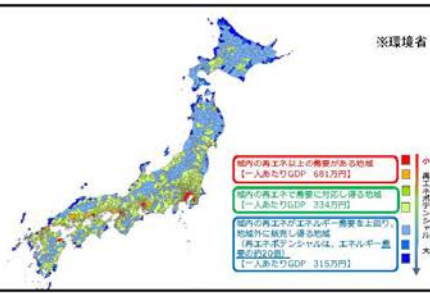 ※環境省
域内の再エネ以上の需要がある地域
【一人あたりGDP 681万円】
域内の再エネで需要に対応し得る地域
【一人あたりGDP 334万円】
域内の再エネがエネルギー需要を上回り、
地域外に販売し得る地域
(再エネポテンシャルは、エネルギー需
要の約20倍)
【一人あたりGDP 315万円】
小 再エネポテンシャル 大